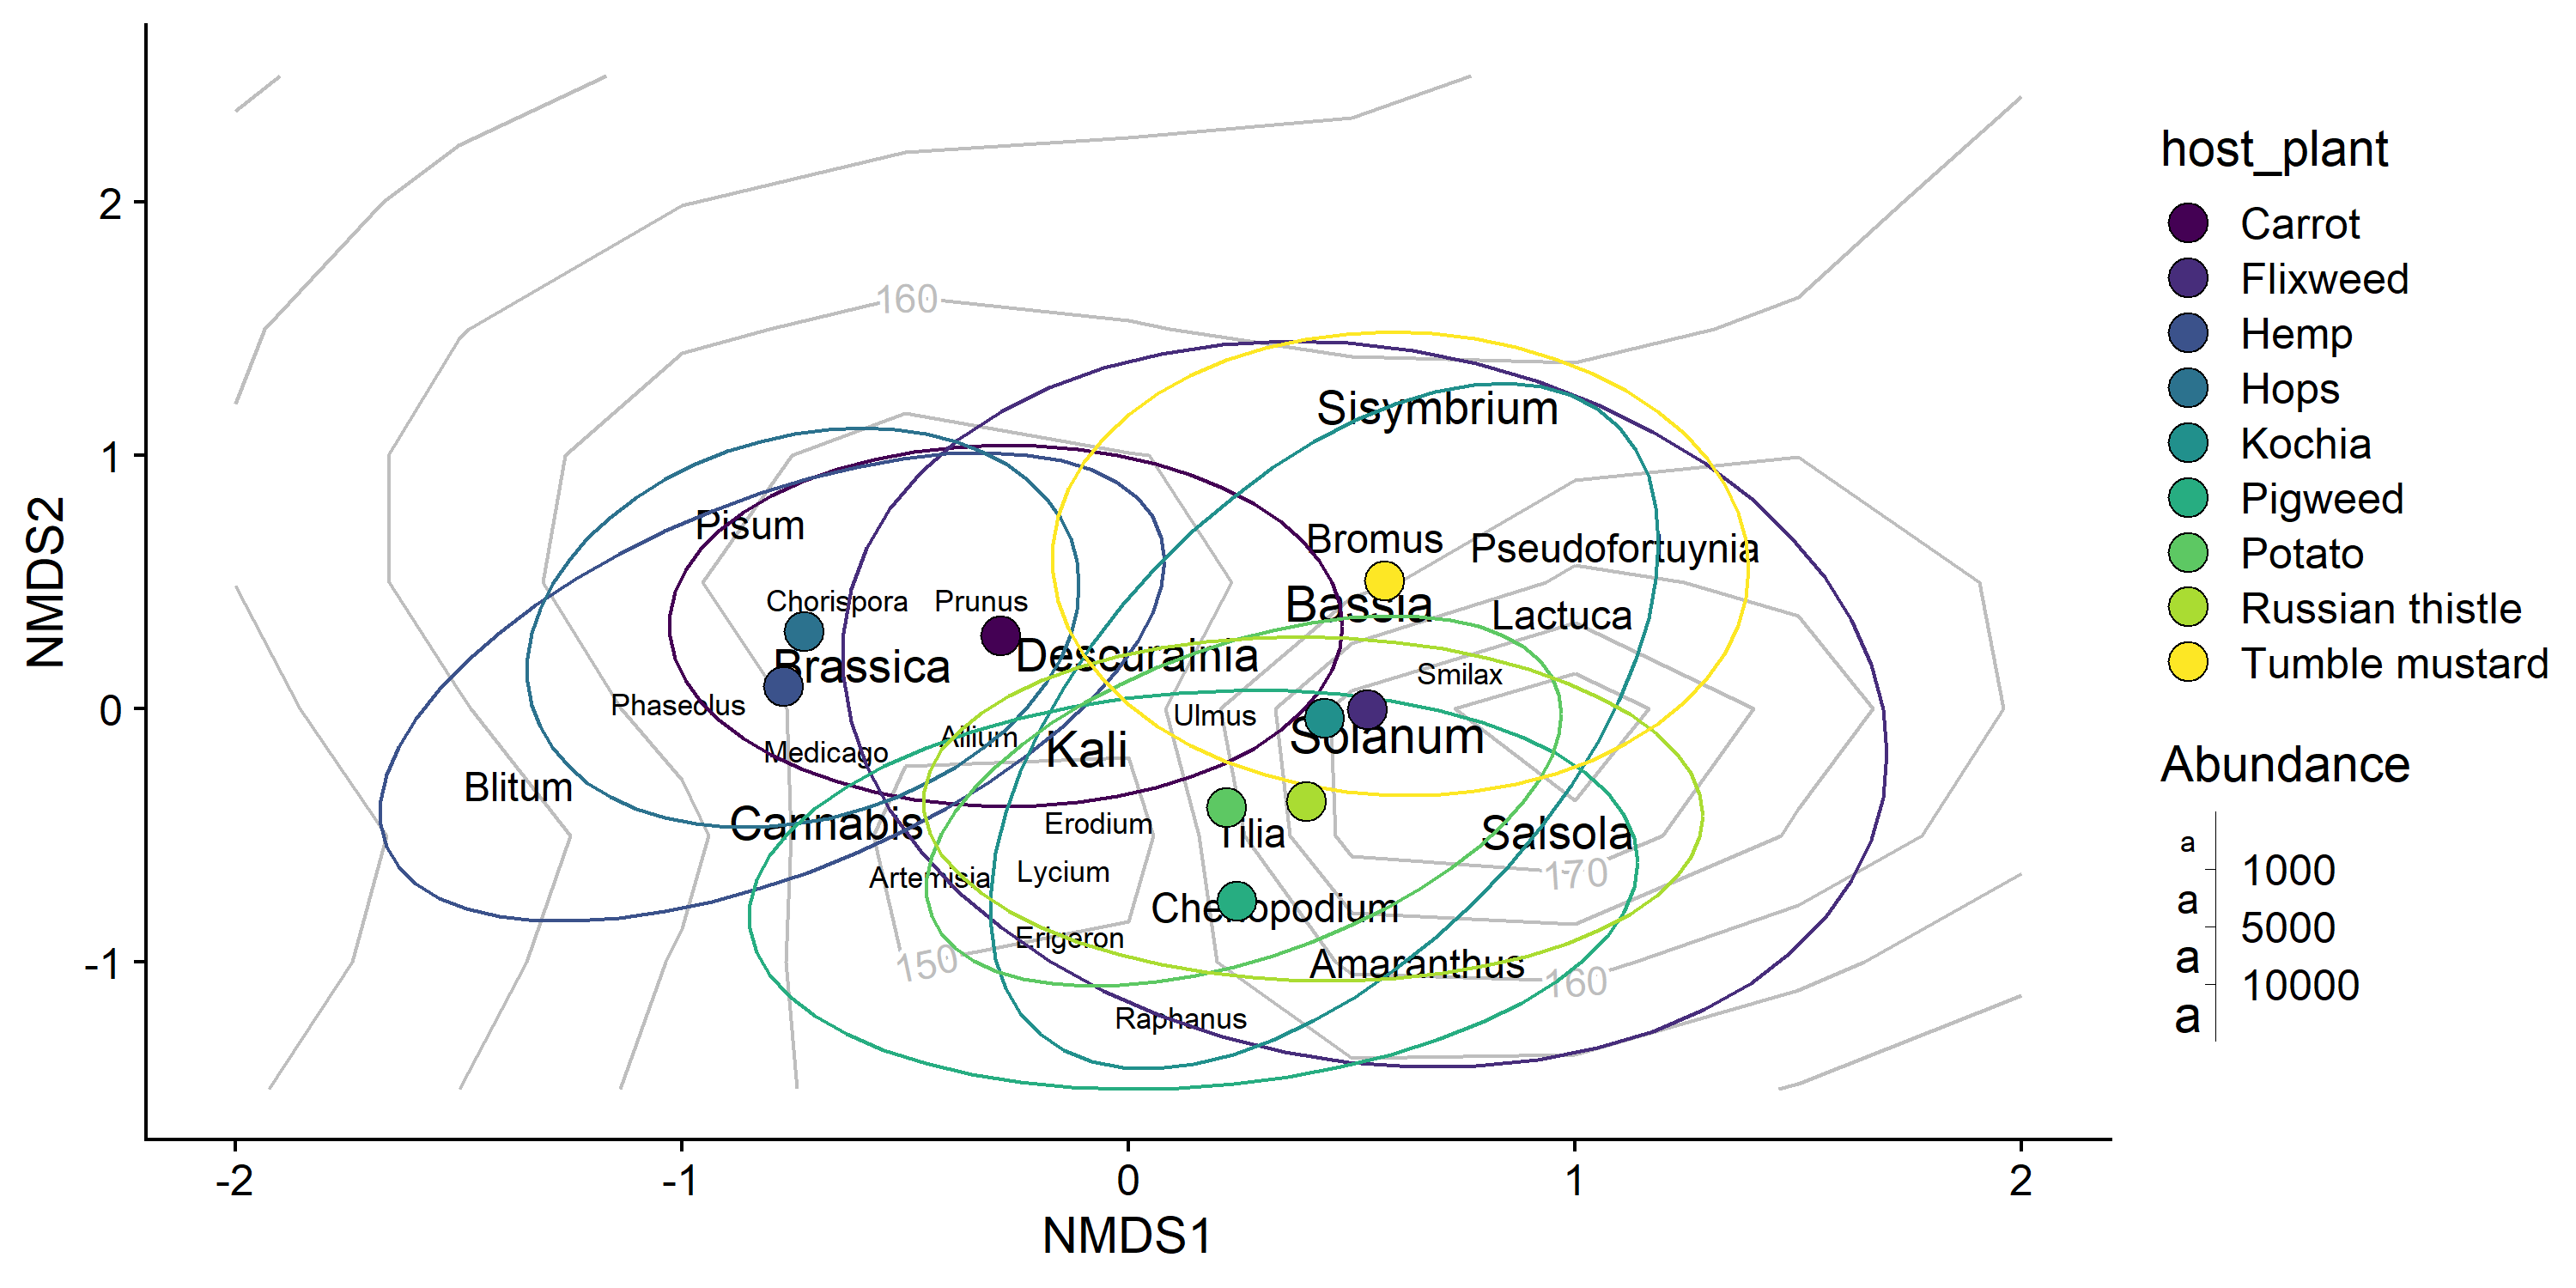 160
2
1
0
-1
NMDS2
Sisymbrium
Pisum
Bromus
Pseudofortuynia
Chorispora
Prunus
Bassia
Lactuca
Brassica
Descurainia
Smilax
Phaseolus
Ulmus
Allium
Kali
Solanum
Medicago
Blitum
Cannabis
Erodium
Tilia
Salsola
Artemisia
Lycium
170
Chenopodium
Erigeron
150
Amaranthus
160
Raphanus
-2
-1
0
1
2
NMDS1
host_plant
Carrot
Flixweed
Hemp
Hops
Kochia
Pigweed
Potato
Russian thistle
Tumble mustard
Abundance
a
1000
a
5000
a
10000
a